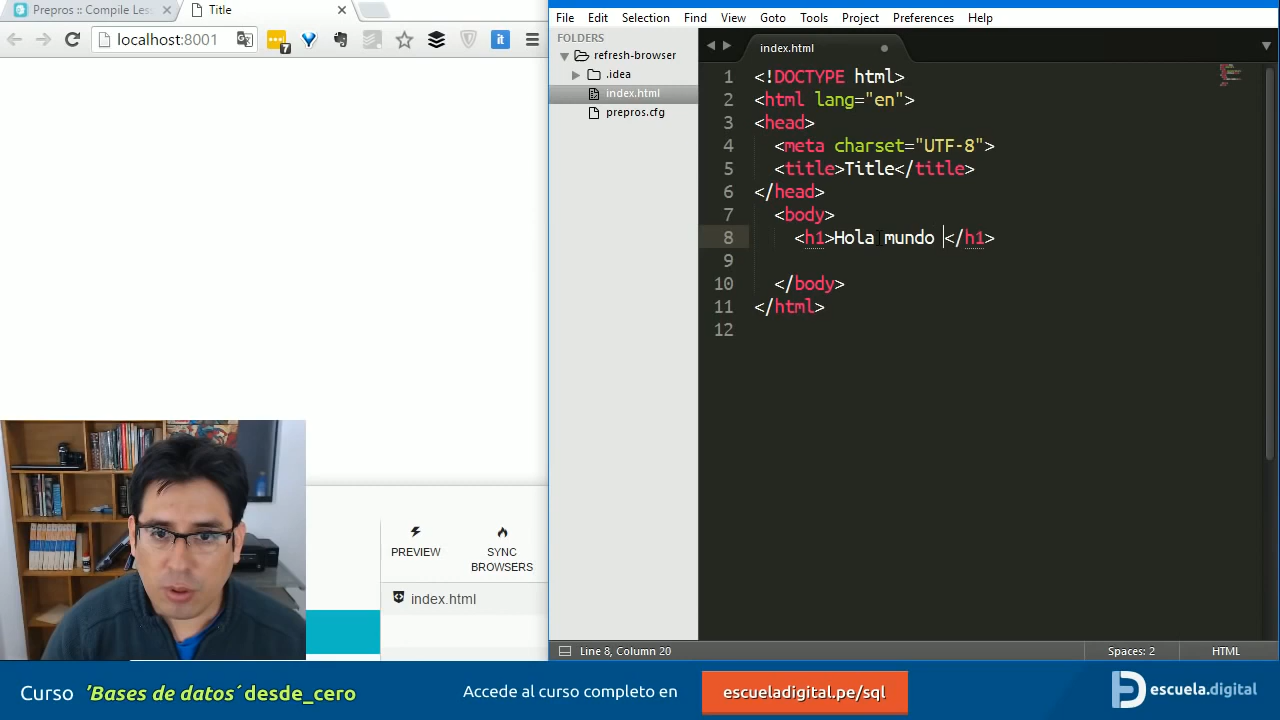 Prepros :: Compile Less
Title
localhost:8001
7
it
PREVIEW
SYNC
BROWSERS
index.html
File Edit Selection Find View Goto Tools Project Preferences Help
FOLDERS
refresh-browser
.idea
index.html
prepros.cfg
index.html
1 <!DOCTYPE html>
2 <html lang="en">
3 <head>
4 <meta charset="UTF-8">
5 <title>Title</title>
6 </head>
7 <body>
8 <h1>Hola mundo </h1>
9
10 </body>
11 </html>
12
Line 8, Column 20
Spaces: 2
HTML
Curso 'Bases de datos´ desde_cero
Accede al curso completo en
escueladigital.pe/sql
escuela.digital